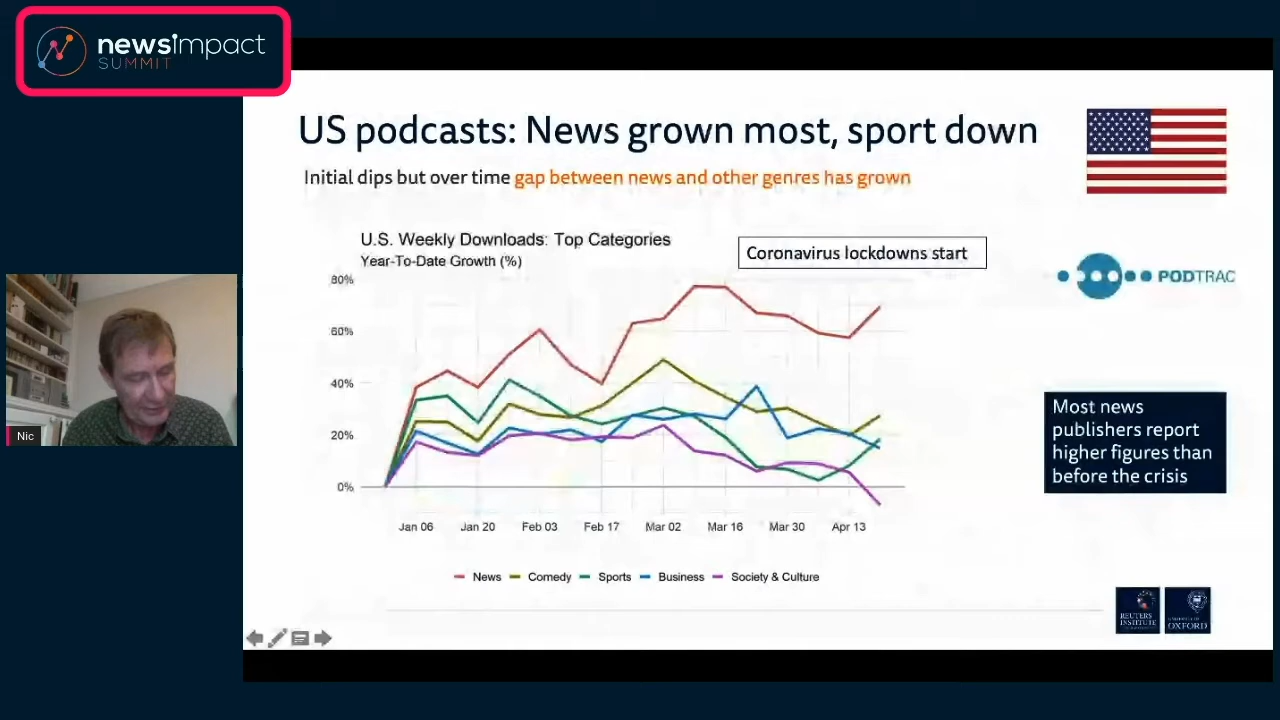 newsimpact
SUMMIT
US podcasts: News grown most, sport down
Initial dips but over time gap between news and other genres has grown
U.S. Weekly Downloads: Top Categories
Year-To-Date Growth (%)
Coronavirus lockdowns start
80%
60%
40%
20%
0%
Jan 06 Jan 20 Feb 03 Feb 17 Mar 02 Mar 16 Mar 30 Apr 13
News Comedy Sports Business Society & Culture
PODTRAC
Most news
publishers report
higher figures than
before the crisis
Nic
REUTERS
INSTITUTE
OXFORD